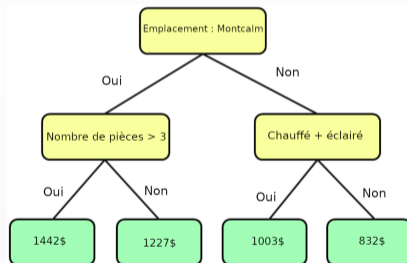 Emplacement : Montcalm
Oui
Non
Nombre de pièces > 3
Chauffé + éclairé
Oui
Non
Oui
Non
1442$
1227$
1003$
832$